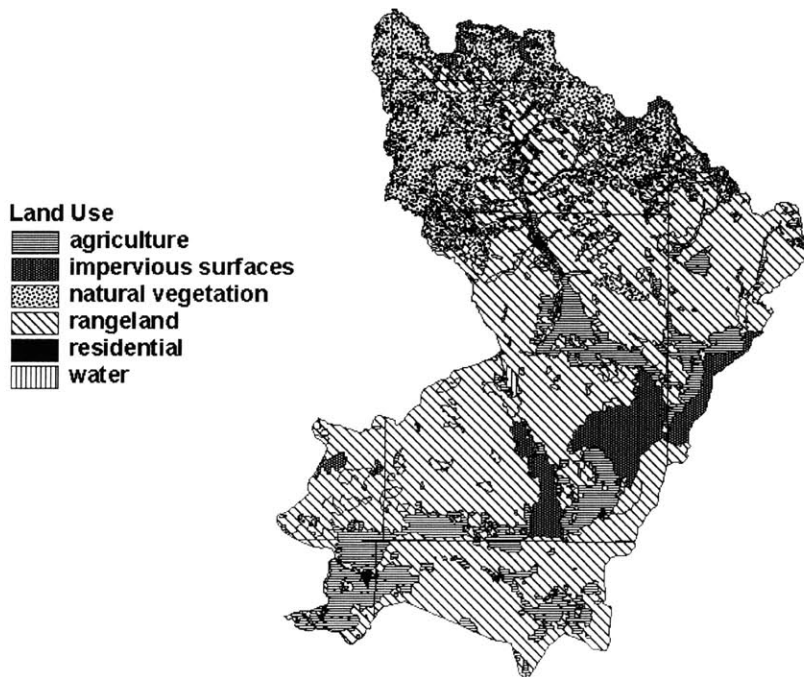 Land Use
agriculture
impervious surfaces
natural vegetation
rangeland
residential
water